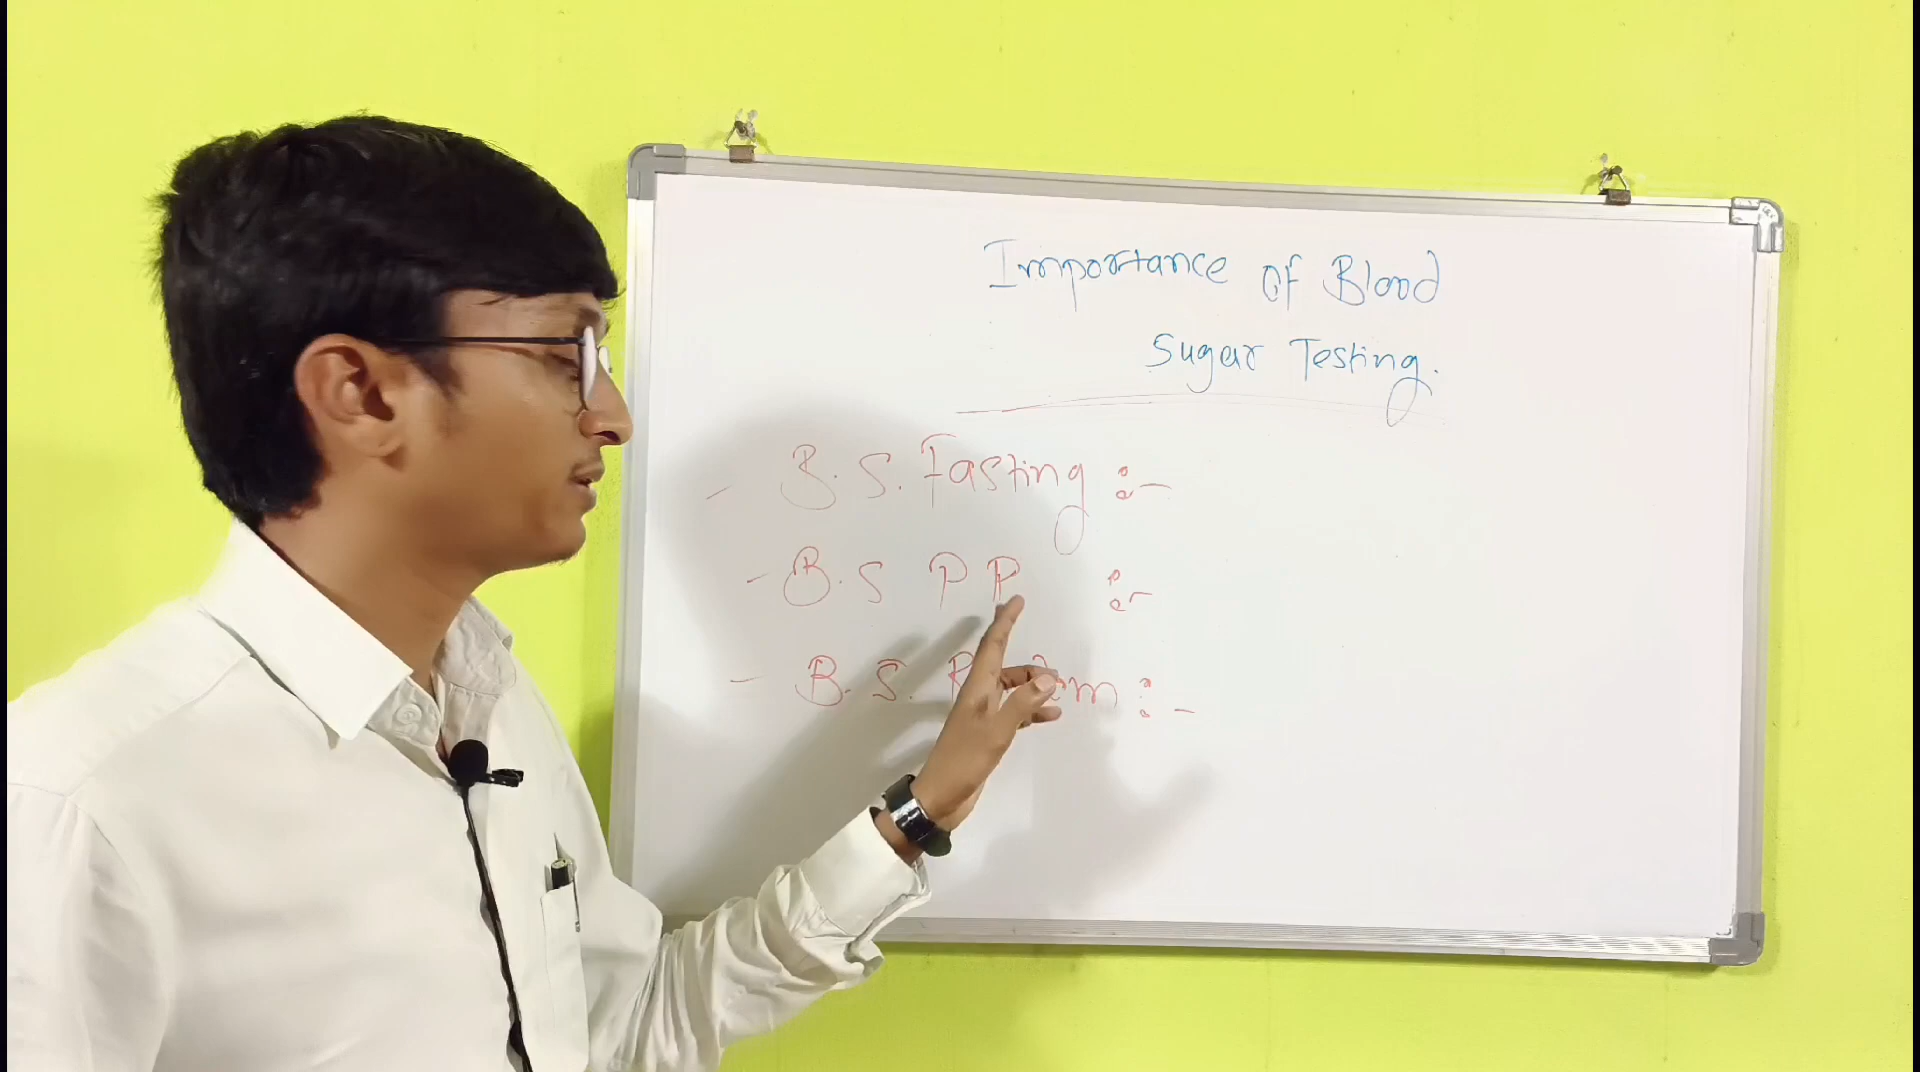 Importance of Blood
Sugar Testing.
- B.S. Fasting :-
- B.S PP :-
- B.S. :-